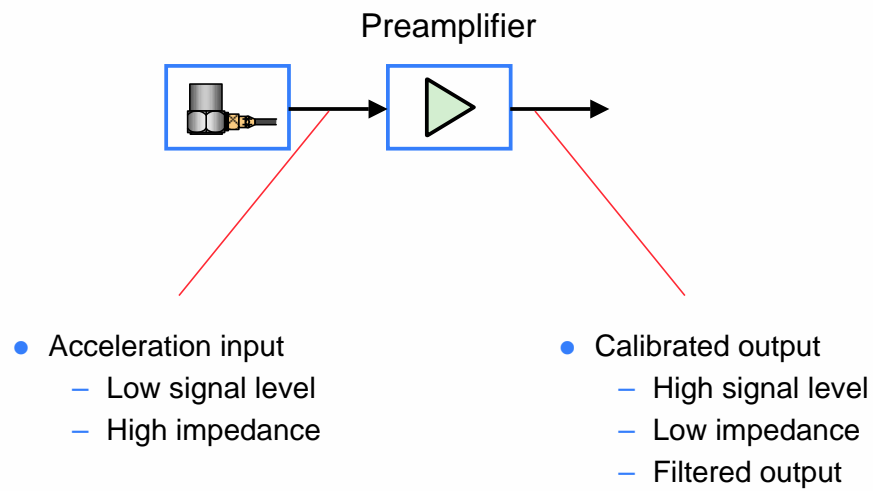 Preamplifier
● Acceleration input
– Low signal level
– High impedance
● Calibrated output
– High signal level
– Low impedance
– Filtered output